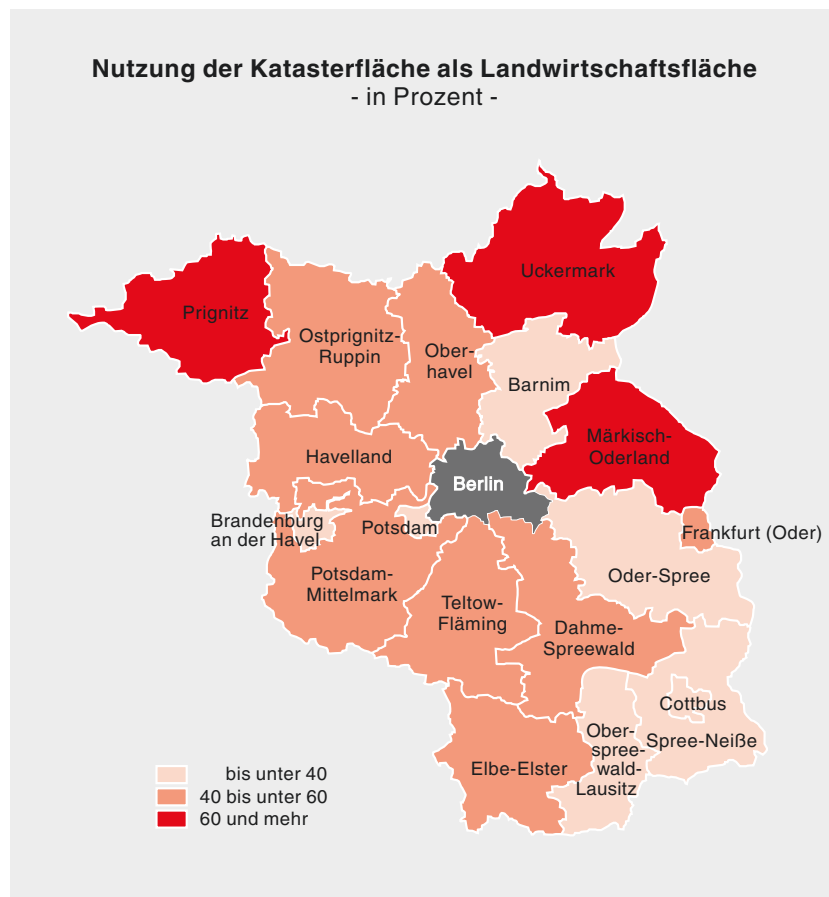 Nutzung der Katasterfläche als Landwirtschaftsfläche
- in Prozent -
Uckermark
Prignitz
Ostprignitz-
Ruppin
Ober-
havel
Barnim
Märkisch-
Oderland
Havelland
Berlin
Brandenburg
an der Havel
Potsdam
Frankfurt (Oder)
Potsdam-
Mittelmark
Oder-Spree
Teltow-
Fläming
Dahme-
Spreewald
Cottbus
Spree-Neiße
Ober-
spree-
wald-
Lausitz
Elbe-Elster
bis unter 40
40 bis unter 60
60 und mehr